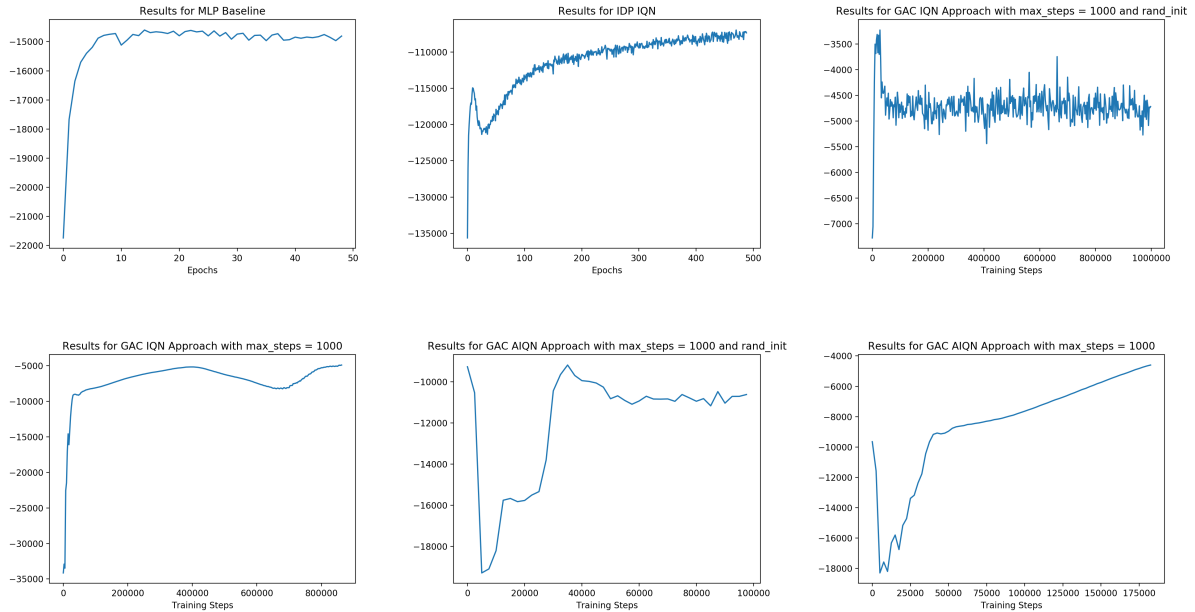 Results for MLP Baseline
−15000
−16000
−17000
−18000
−19000
−20000
−21000
−22000
0 10 20 30 40 50
Epochs
Results for IDP IQN
−110000
−115000
−120000
−125000
−130000
−135000
0 100 200 300 400 500
Epochs
Results for GAC IQN Approach with max_steps = 1000 and rand_init
−3500
−4000
−4500
−5000
−5500
−6000
−6500
−7000
0 200000 400000 600000 800000 1000000
Training Steps
Results for GAC IQN Approach with max_steps = 1000
−5000
−10000
−15000
−20000
−25000
−30000
−35000
0 200000 400000 600000 800000
Training Steps
Results for GAC AIQN Approach with max_steps = 1000 and rand_init
−10000
−12000
−14000
−16000
−18000
0 20000 40000 60000 80000 100000
Training Steps
Results for GAC AIQN Approach with max_steps = 1000
−4000
−6000
−8000
−10000
−12000
−14000
−16000
−18000
0 25000 50000 75000 100000 125000 150000 175000
Training Steps